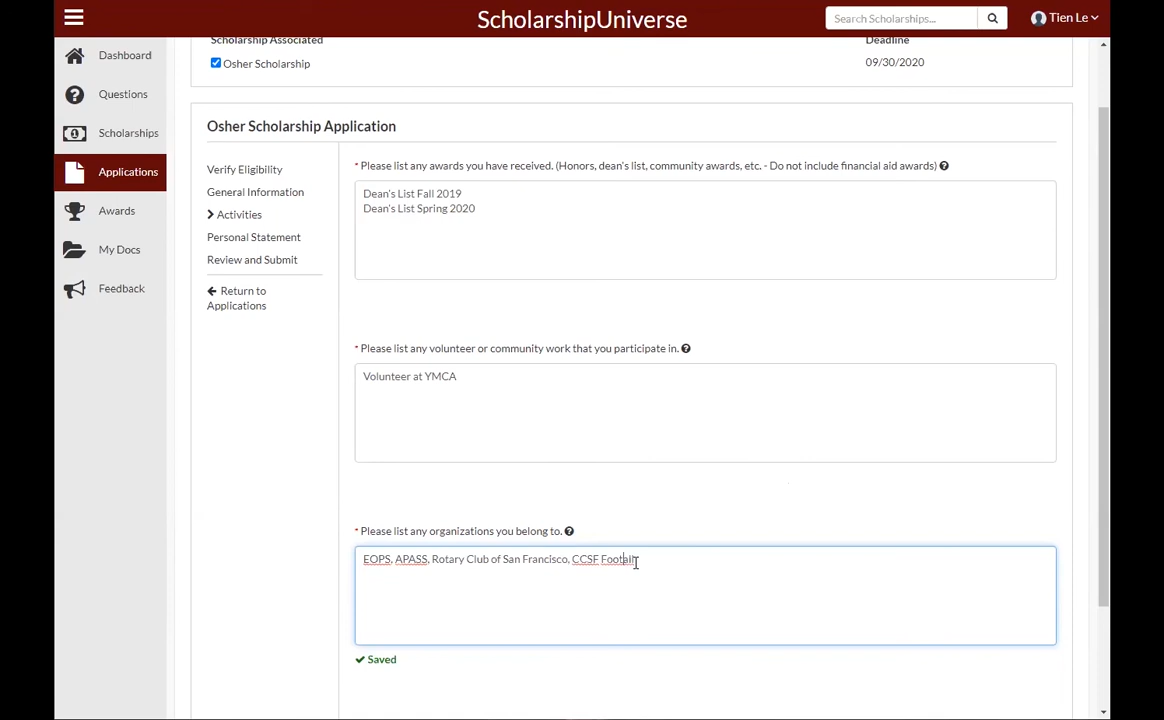 ScholarshipUniverse
Search Scholarships...
Tien Le
Dashboard
Questions
Scholarships
Applications
Awards
My Docs
Feedback
Scholarship Associated
Deadline
Osher Scholarship
09/30/2020
Osher Scholarship Application
Verify Eligibility
General Information
Activities
Personal Statement
Review and Submit
Return to
Applications
* Please list any awards you have received. (Honors, dean's list, community awards, etc. - Do not include financial aid awards)
Dean's List Fall 2019
Dean's List Spring 2020
* Please list any volunteer or community work that you participate in.
Volunteer at YMCA
* Please list any organizations you belong to.
EOPS, APASS, Rotary Club of San Francisco, CCSF Footall
Saved